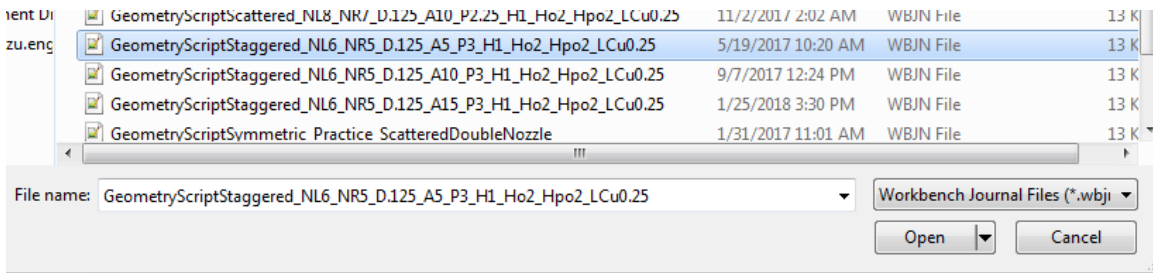 nent Di GeometryScriptScattered_NL8_NR7_D.125_A10_P2.25_H1_Ho2_Hpo2_LCu0.25 11/2/2017 2:02 AM WBJN File 13 K
zu.eng GeometryScriptStaggered_NL6_NR5_D.125_A5_P3_H1_Ho2_Hpo2_LCu0.25 5/19/2017 10:20 AM WBJN File 13 K
GeometryScriptStaggered_NL6_NR5_D.125_A10_P3_H1_Ho2_Hpo2_LCu0.25 9/7/2017 12:24 PM WBJN File 13 K
GeometryScriptStaggered_NL6_NR5_D.125_A15_P3_H1_Ho2_Hpo2_LCu0.25 1/25/2018 3:30 PM WBJN File 13 K
GeometryScriptSymmetric_Practice_ScatteredDoubleNozzle 1/31/2017 11:01 AM WBJN File 13 K
File name: GeometryScriptStaggered_NL6_NR5_D.125_A5_P3_H1_Ho2_Hpo2_LCu0.25 Workbench Journal Files (*.wbj
Open Cancel